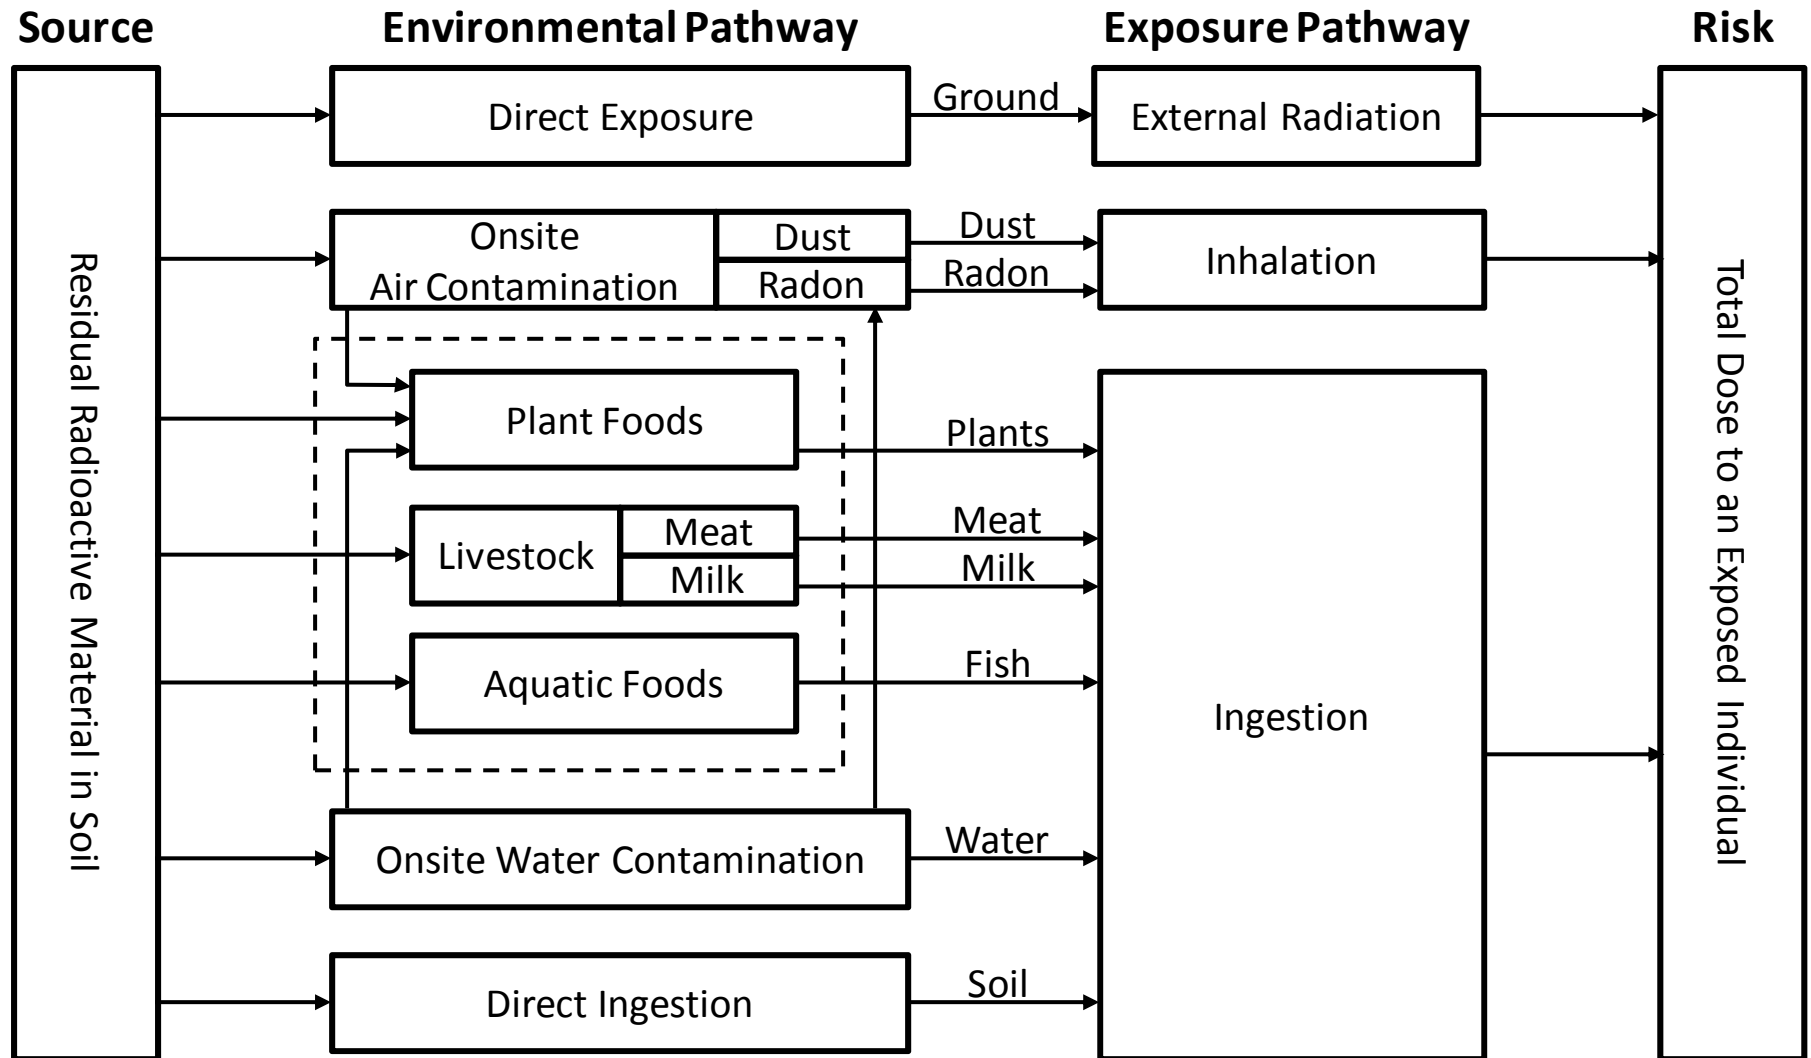 Source
Environmental Pathway
Exposure Pathway
Risk
Residual Radioactive Material in Soil
Direct Exposure
Ground
External Radiation
Total Dose to an Exposed Individual
Onsite
Air Contamination
Dust
Radon
Dust
Radon
Inhalation
Plant Foods
Plants
Livestock
Meat
Milk
Meat
Milk
Aquatic Foods
Fish
Ingestion
Onsite Water Contamination
Water
Direct Ingestion
Soil